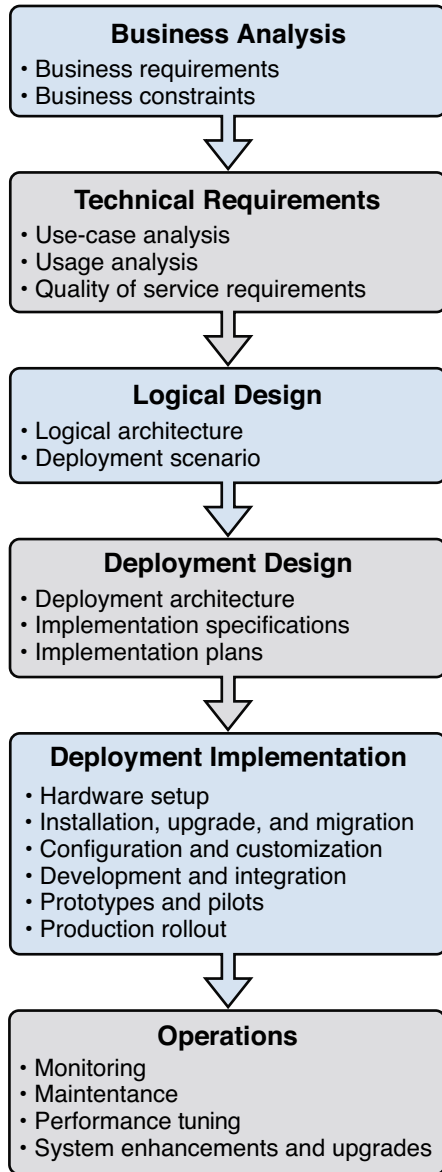 Business Analysis
• Business requirements
• Business constraints
Technical Requirements
• Use-case analysis
• Usage analysis
• Quality of service requirements
Logical Design
• Logical architecture
• Deployment scenario
Deployment Design
• Deployment architecture
• Implementation specifications
• Implementation plans
Deployment Implementation
• Hardware setup
• Installation, upgrade, and migration
• Configuration and customization
• Development and integration
• Prototypes and pilots
• Production rollout
Operations
• Monitoring
• Maintentance
• Performance tuning
• System enhancements and upgrades